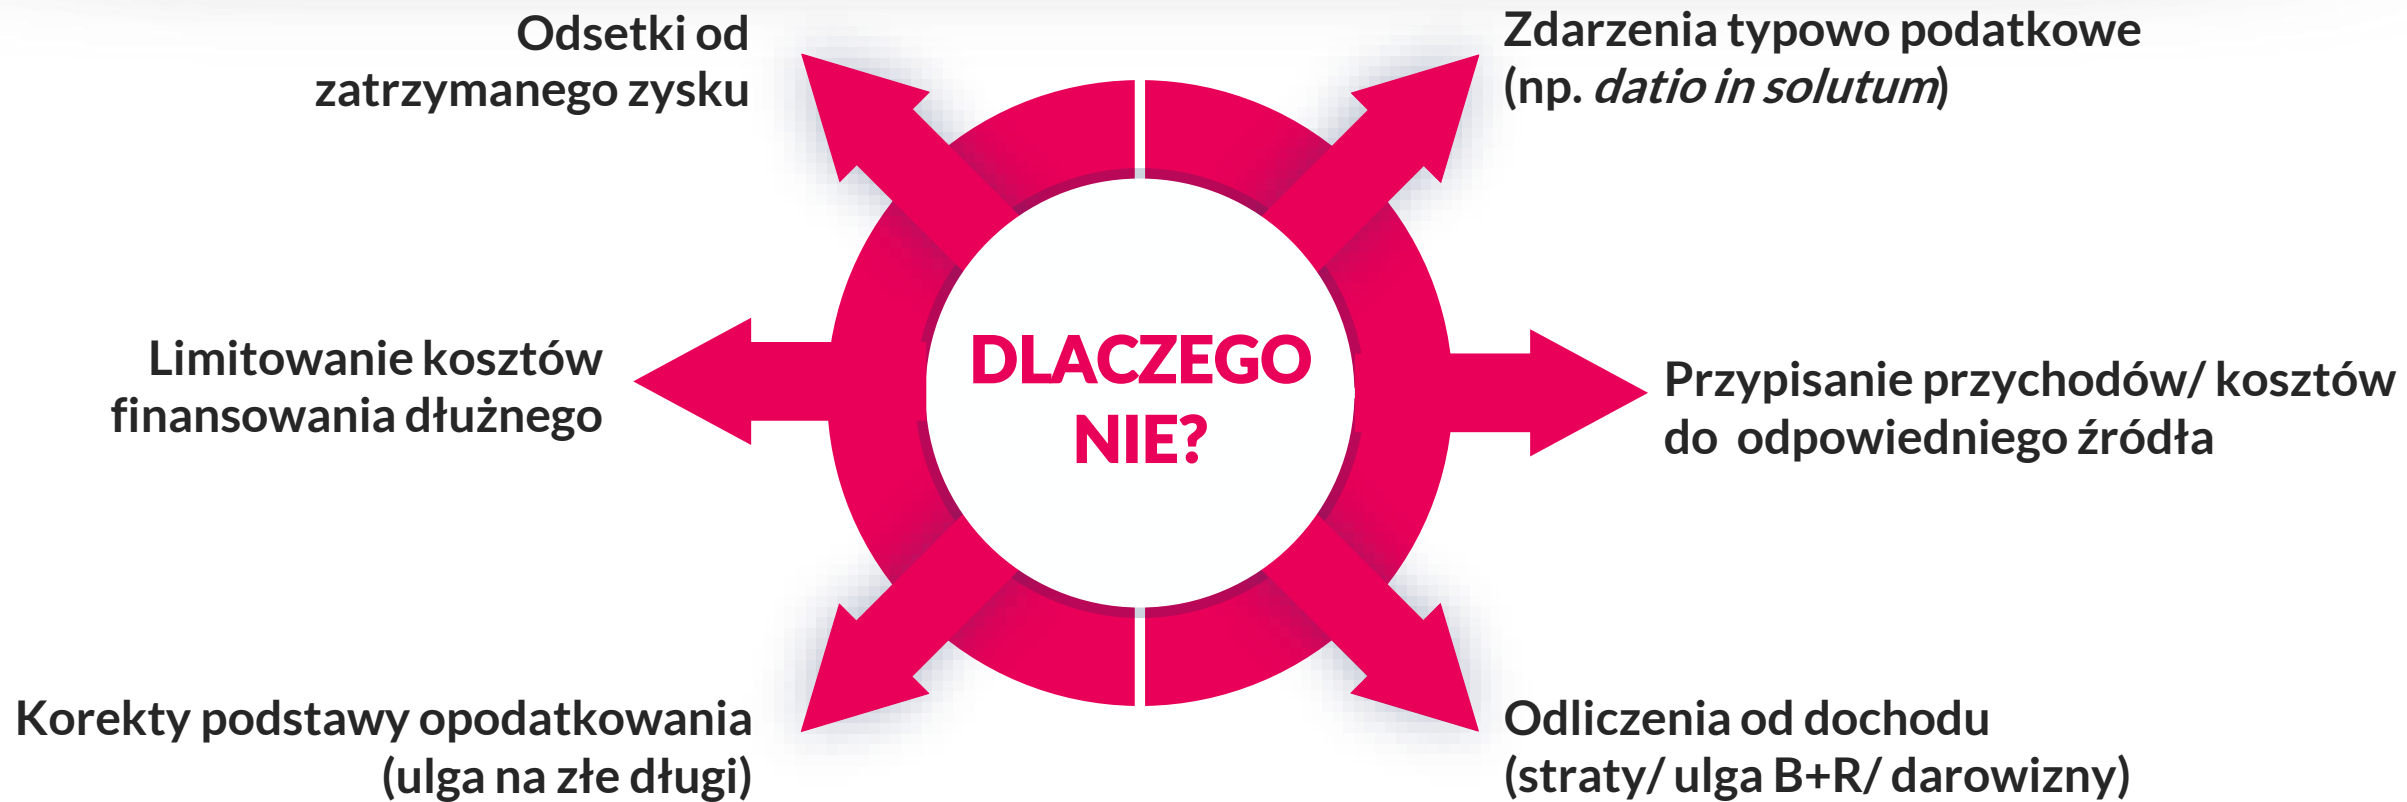 Odsetki od
zatrzymanego zysku
Zdarzenia typowo podatkowe
(np. datio in solutum)
Limitowanie kosztów
finansowania dłużnego
DLACZEGO
NIE?
Przypisanie przychodów/ kosztów
do odpowiedniego źródła
Korekty podstawy opodatkowania
(ulga na złe długi)
Odliczenia od dochodu
(straty/ ulga B+R/ darowizny)